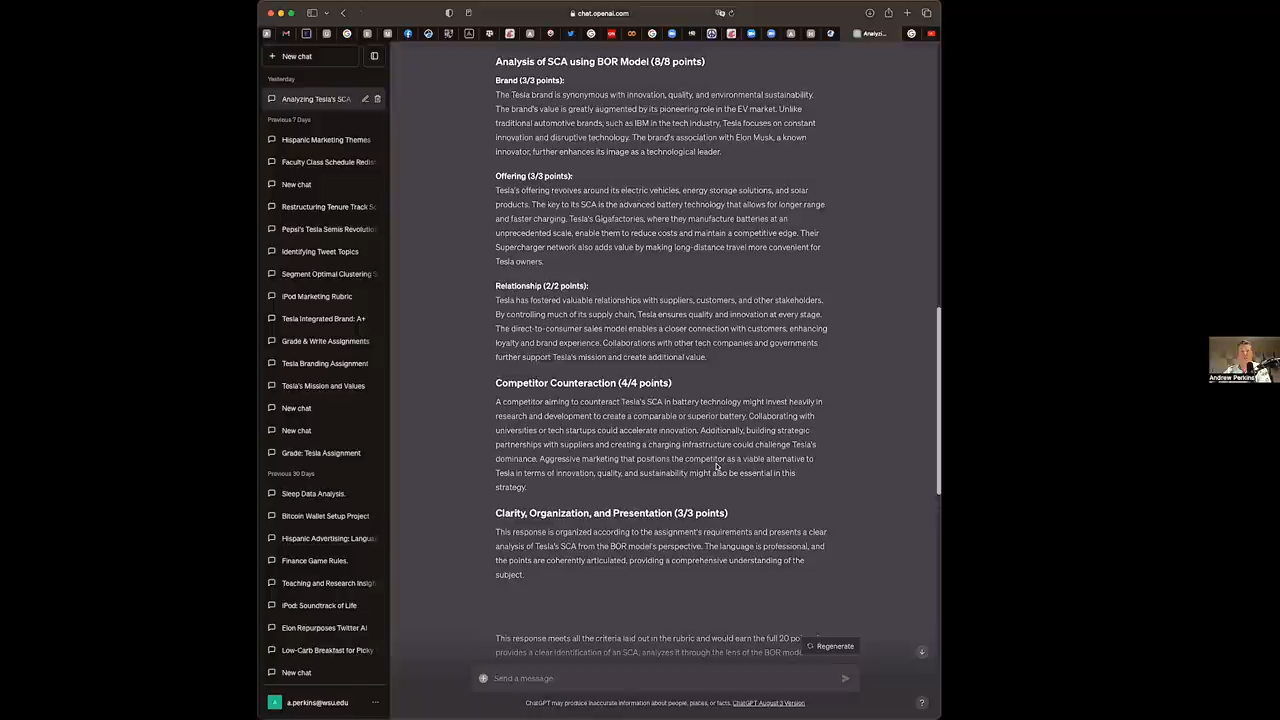 chat.openai.com
New chat
Yesterday
Analyzing Tesla's SCA
Previous 7 Days
Hispanic Marketing Themes
Faculty Class Schedule Redis
New chat
Restructuring Tenure Track Sc
Pepsi's Tesla Semis Revolutio
Identifying Tweet Topics
Segment Optimal Clustering S
iPod Marketing Rubric
Tesla Integrated Brand: A+
Grade & Write Assignments
Tesla Branding Assignment
Tesla's Mission and Values
New chat
New chat
Grade: Tesla Assignment
Previous 30 Days
Sleep Data Analysis.
Bitcoin Wallet Setup Project
Hispanic Advertising: Langua
Finance Game Rules.
Teaching and Research Insigh
iPod: Soundtrack of Life
Elon Repurposes Twitter AI
Low-Carb Breakfast for Picky
New chat
A a.perkins@wsu.edu
Analyzi...
Analysis of SCA using BOR Model (8/8 points)
Brand (3/3 points):
The Tesla brand is synonymous with innovation, quality, and environmental sustainability.
The brand's value is greatly augmented by its pioneering role in the EV market. Unlike
traditional automotive brands, such as IBM in the tech industry, Tesla focuses on constant
innovation and disruptive technology. The brand's association with Elon Musk, a known
innovator, further enhances its image as a technological leader.
Offering (3/3 points):
Tesla's offering revolves around its electric vehicles, energy storage solutions, and solar
products. The key to its SCA is the advanced battery technology that allows for longer range
and faster charging. Tesla's Gigafactories, where they manufacture batteries at an
unprecedented scale, enable them to reduce costs and maintain a competitive edge. Their
Supercharger network also adds value by making long-distance travel more convenient for
Tesla owners.
Relationship (2/2 points):
Tesla has fostered valuable relationships with suppliers, customers, and other stakeholders.
By controlling much of its supply chain, Tesla ensures quality and innovation at every stage.
The direct-to-consumer sales model enables a closer connection with customers, enhancing
loyalty and brand experience. Collaborations with other tech companies and governments
further support Tesla's mission and create additional value.
Competitor Counteraction (4/4 points)
A competitor aiming to counteract Tesla's SCA in battery technology might invest heavily in
research and development to create a comparable or superior battery. Collaborating with
universities or tech startups could accelerate innovation. Additionally, building strategic
partnerships with suppliers and creating a charging infrastructure could challenge Tesla's
dominance. Aggressive marketing that positions the competitor as a viable alternative to
Tesla in terms of innovation, quality, and sustainability might also be essential in this
strategy.
Clarity, Organization, and Presentation (3/3 points)
This response is organized according to the assignment's requirements and presents a clear
analysis of Tesla's SCA from the BOR model's perspective. The language is professional, and
the points are coherently articulated, providing a comprehensive understanding of the
subject.
This response meets all the criteria laid out in the rubric and would earn the full 20 po
provides a clear identification of an SCA, analyzes it through the lens of the BOR mode
Regenerate
Send a message
ChatGPT may produce inaccurate information about people, places, or facts. ChatGPT August 3 Version
?
Andrew Perkins